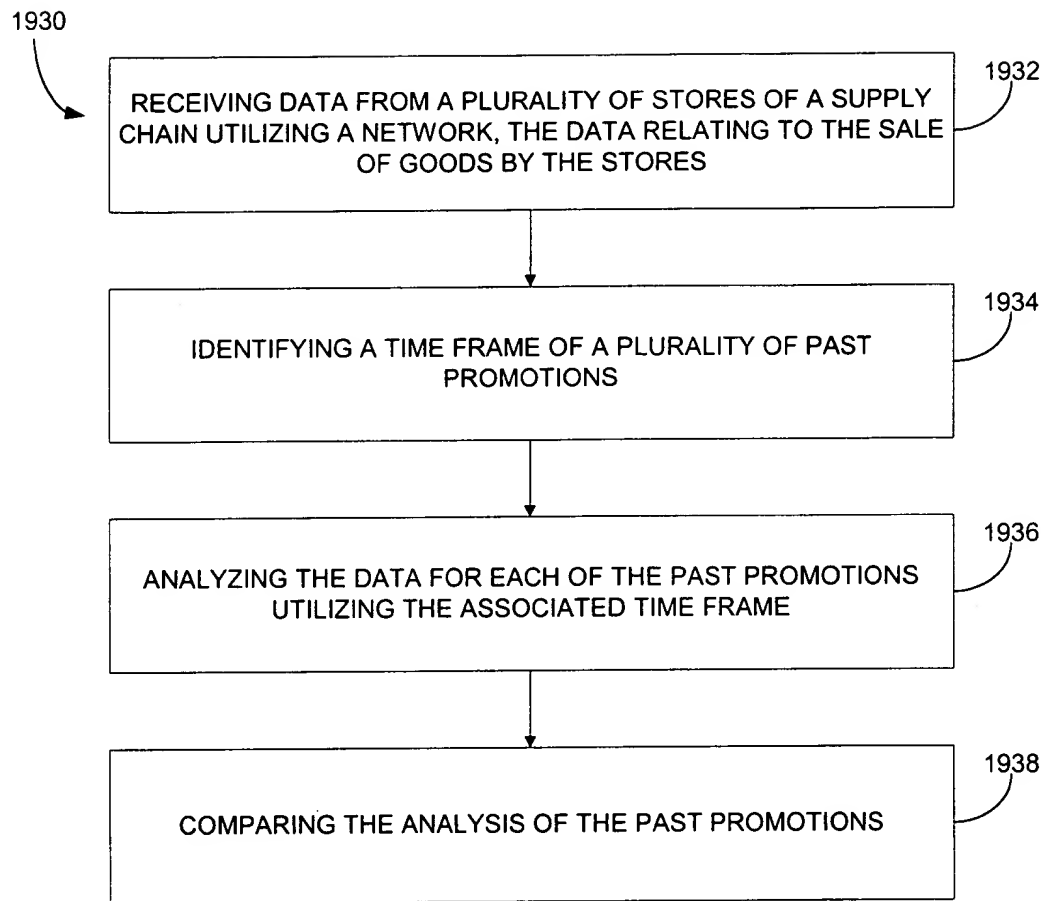 1930
1932
RECEIVING DATA FROM A PLURALITY OF STORES OF A SUPPLY
CHAIN UTILIZING A NETWORK, THE DATA RELATING TO THE SALE
OF GOODS BY THE STORES
1934
IDENTIFYING A TIME FRAME OF A PLURALITY OF PAST
PROMOTIONS
1936
ANALYZING THE DATA FOR EACH OF THE PAST PROMOTIONS
UTILIZING THE ASSOCIATED TIME FRAME
1938
COMPARING THE ANALYSIS OF THE PAST PROMOTIONS